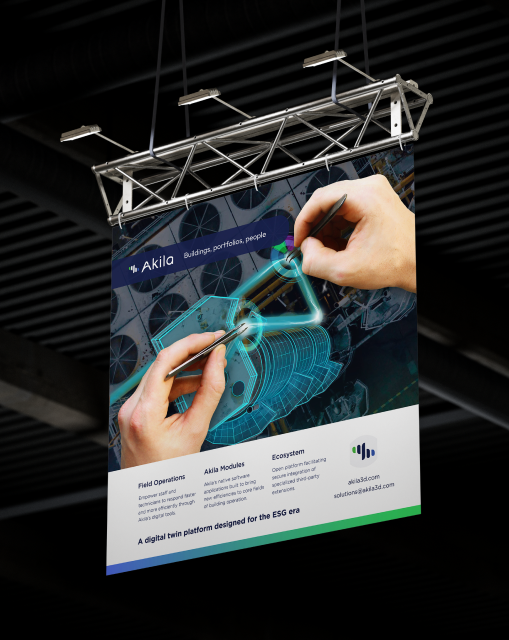 Akila
Buildings, portfolios, people
Field Operations
Empower staff and
technicians to respond faster
and more efficiently through
Akila's digital tools.
Akila Modules
Akila's native software
applications built to bring
new efficiencies to core fields
of building operation.
Ecosystem
Open platform facilitating
secure integration of
specialized third-party
extensions.
akila3d.com
solutions@akila3d.com
A digital twin platform designed for the ESG era